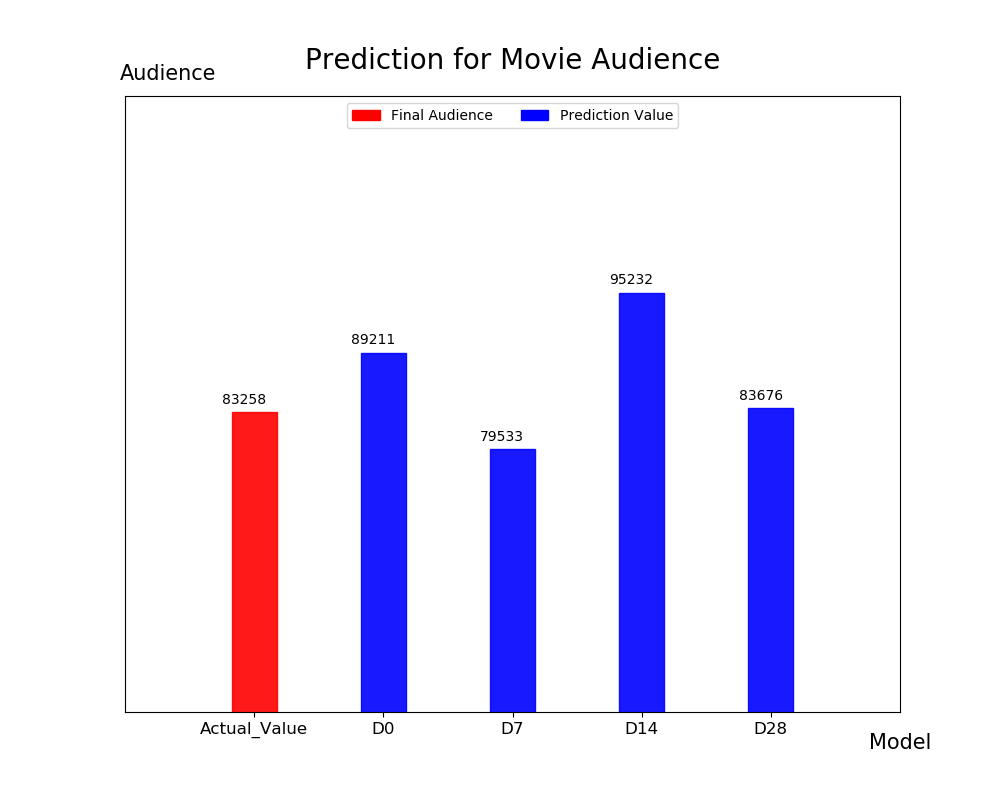 Prediction for Movie Audience
Audience
Final Audience
Prediction Value
95232
89211
83258
83676
79533
Actual_Value
D0
D7
D14
D28
Model